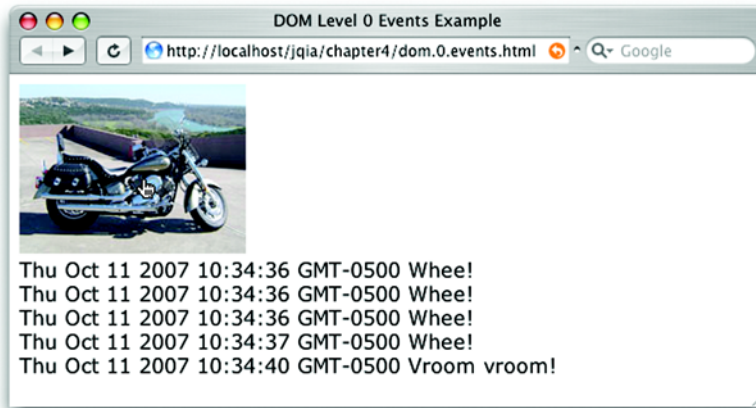 DOM Level 0 Events Example
http://localhost/jqia/chapter4/dom.0.events.html
Google
Thu Oct 11 2007 10:34:36 GMT-0500 Whee!
Thu Oct 11 2007 10:34:36 GMT-0500 Whee!
Thu Oct 11 2007 10:34:36 GMT-0500 Whee!
Thu Oct 11 2007 10:34:37 GMT-0500 Whee!
Thu Oct 11 2007 10:34:40 GMT-0500 Vroom vroom!